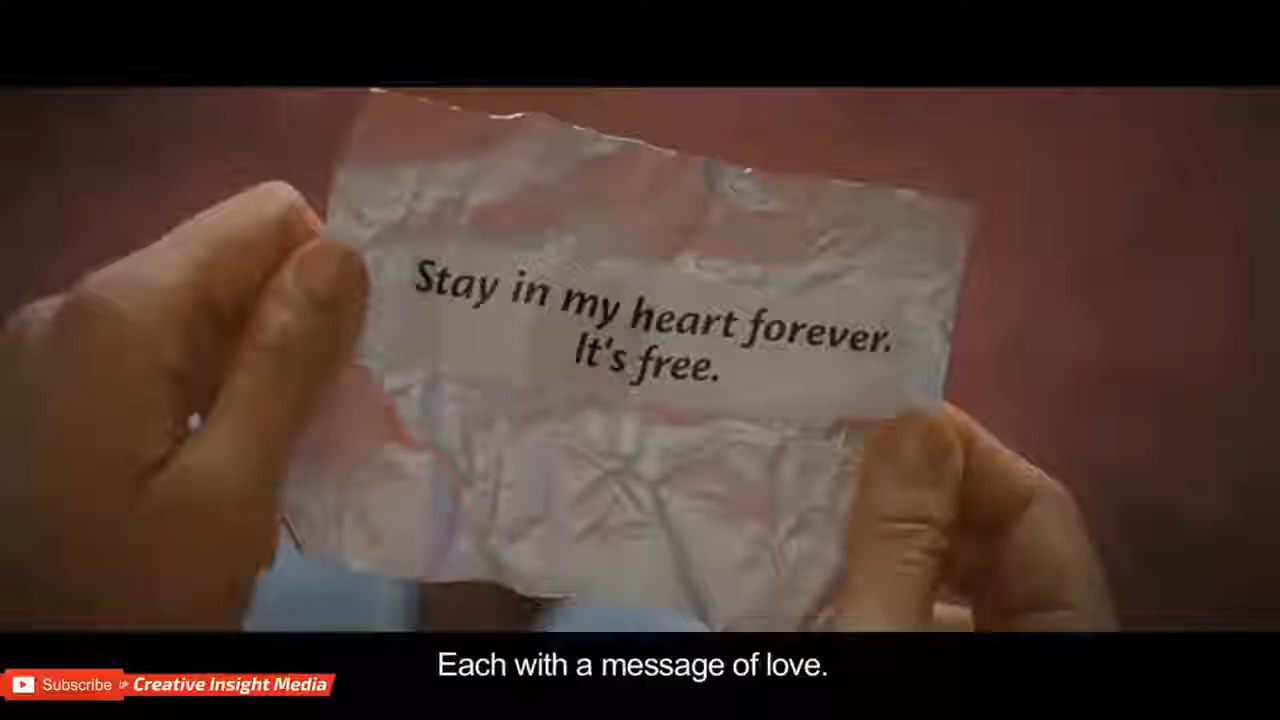 Stay in my heart forever.
It's free.
Each with a message of love.
Subscribe
Creative Insight Media